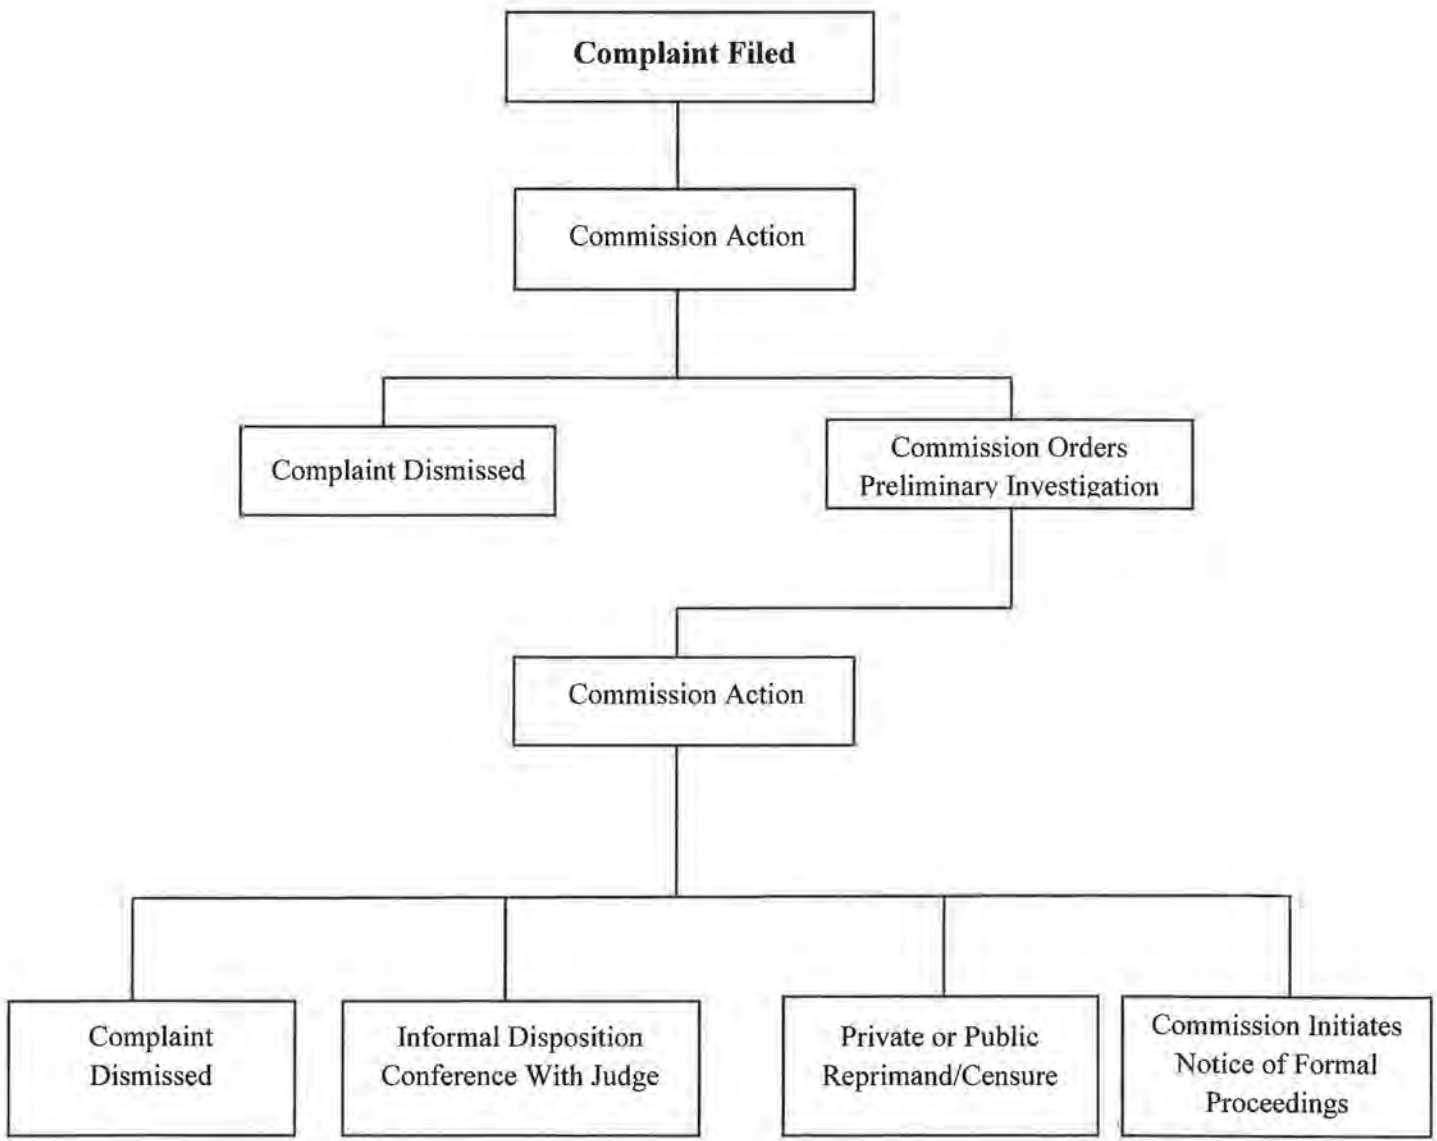 Complaint Filed
Commission Action
Complaint Dismissed
Commission Orders
Preliminary Investigation
Commission Action
Complaint
Dismissed
Informal Disposition
Conference With Judge
Private or Public
Reprimand/Censure
Commission Initiates
Notice of Formal
Proceedings